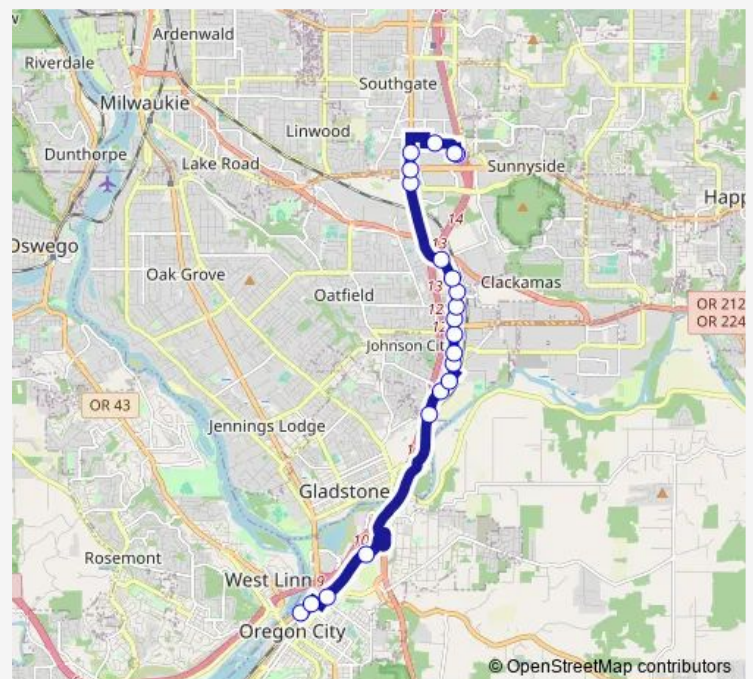 Ardenwald
Riverdale
Southgate
Milwaukie
Linwood
Dunthorpe
Lake Road
Sunnyside
Happ
14
Oswego
13
Oak Grove
13
Clackamas
Oatfield
12
OR 212
OR 224
12
Johnson Cit
OR 43
Jennings Lodge
1
Gladstone
10
Rosemont
West Linn
9
Oregon City
© OpenStreetMap contributors